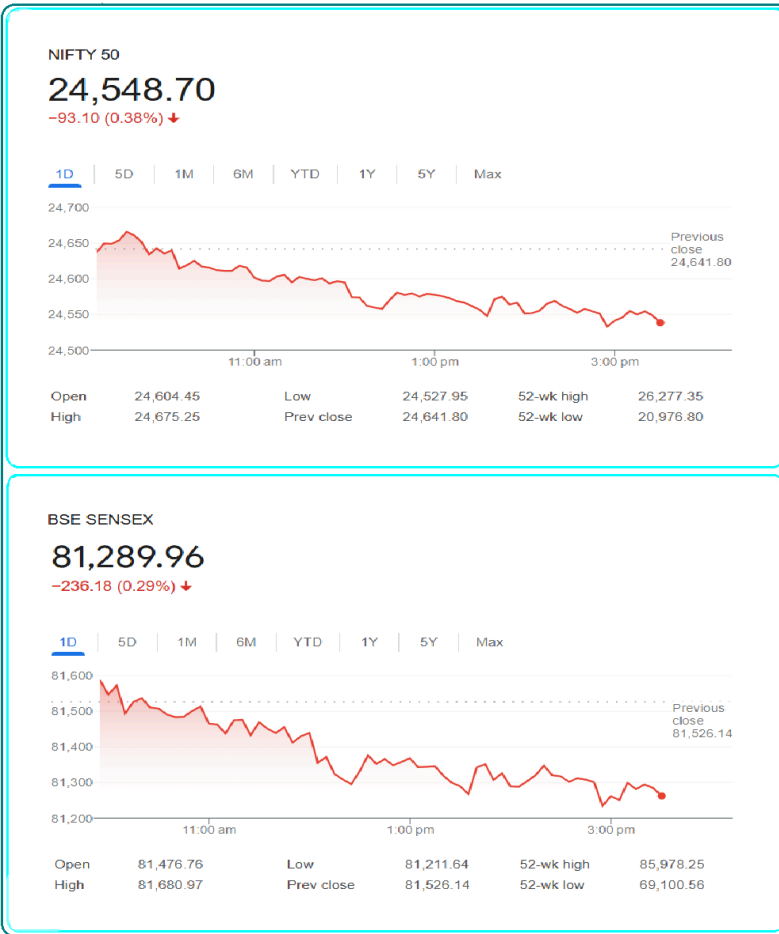 NIFTY 50
24,548.70
−93.10 (0.38%) ↓
1D 5D 1M 6M YTD 1Y 5Y Max
24,700
24,650
24,600
24,550
24,500
Previous
close
24,641.80
11:00 am 1:00 pm 3:00 pm
Open 24,604.45 Low 24,527.95 52-wk high 26,277.35
High 24,675.25 Prev close 24,641.80 52-wk low 20,976.80
BSE SENSEX
81,289.96
−236.18 (0.29%) ↓
1D 5D 1M 6M YTD 1Y 5Y Max
81,600
81,500
81,400
81,300
81,200
Previous
close
81,526.14
11:00 am 1:00 pm 3:00 pm
Open 81,476.76 Low 81,211.64 52-wk high 85,978.25
High 81,680.97 Prev close 81,526.14 52-wk low 69,100.56